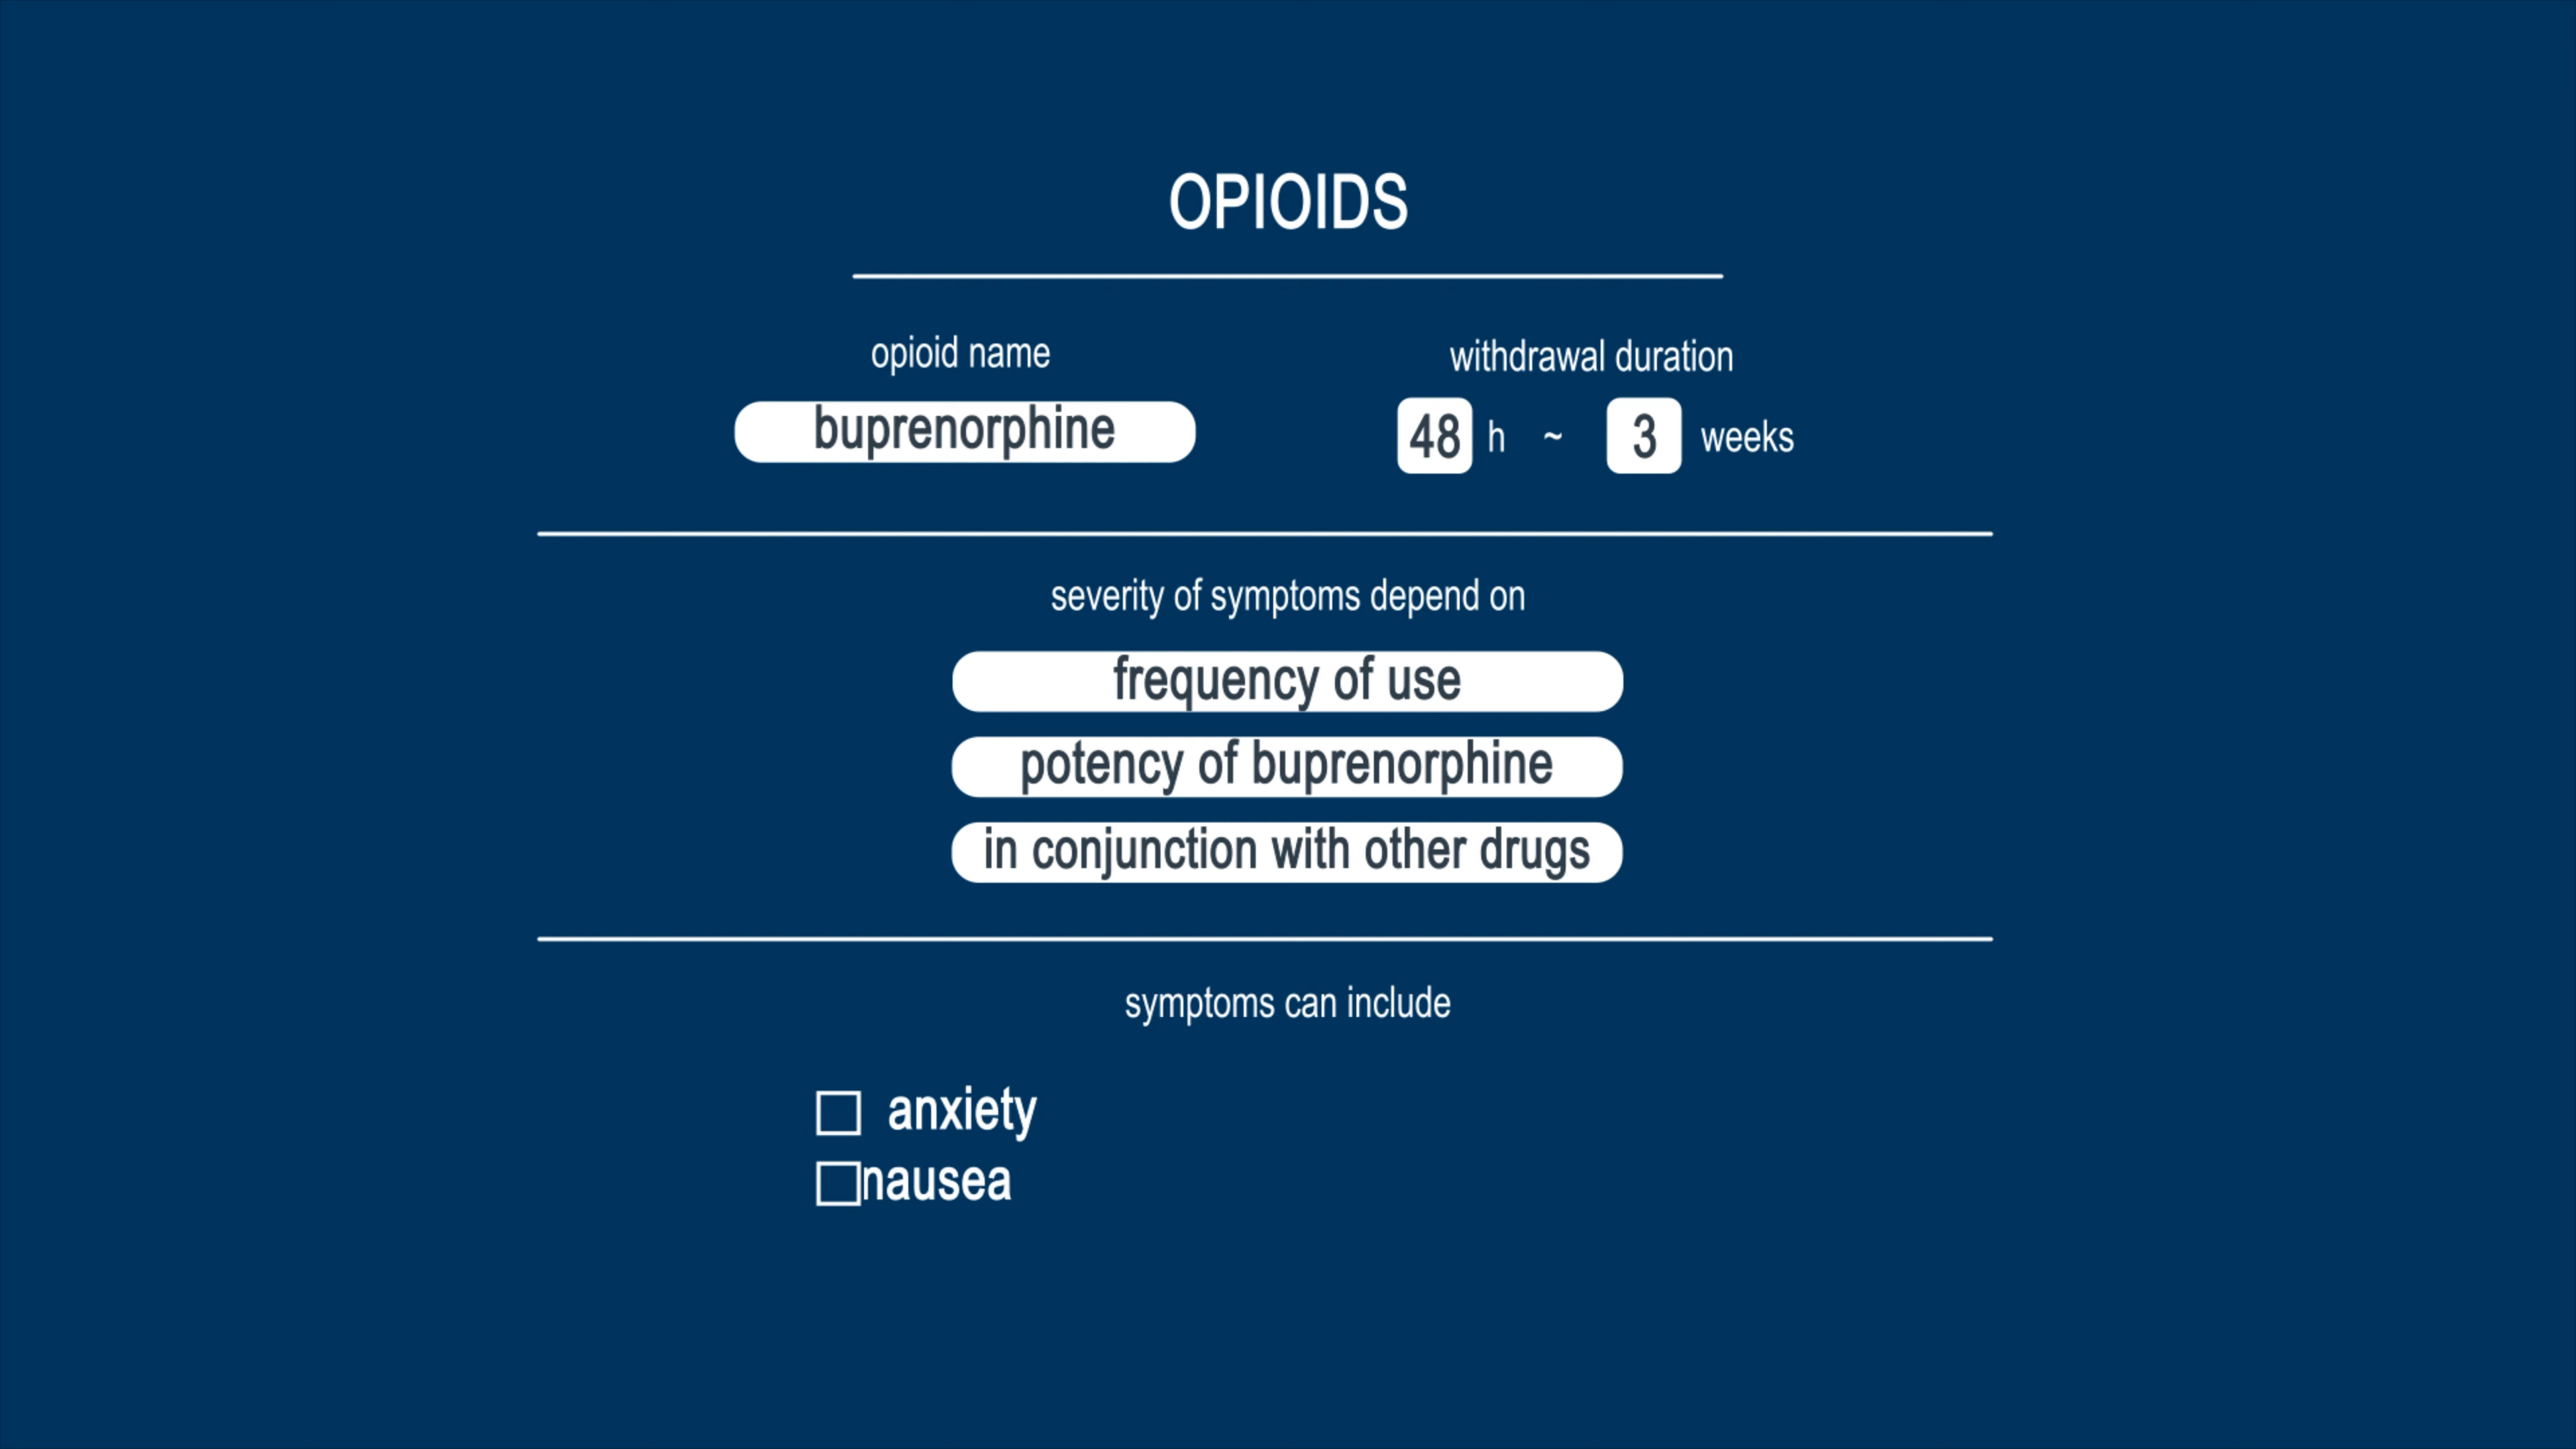 OPIOIDS
opioid name
withdrawal duration
buprenorphine
48 h ~ 3 weeks
severity of symptoms depend on
frequency of use
potency of buprenorphine
in conjunction with other drugs
symptoms can include
anxiety
nausea